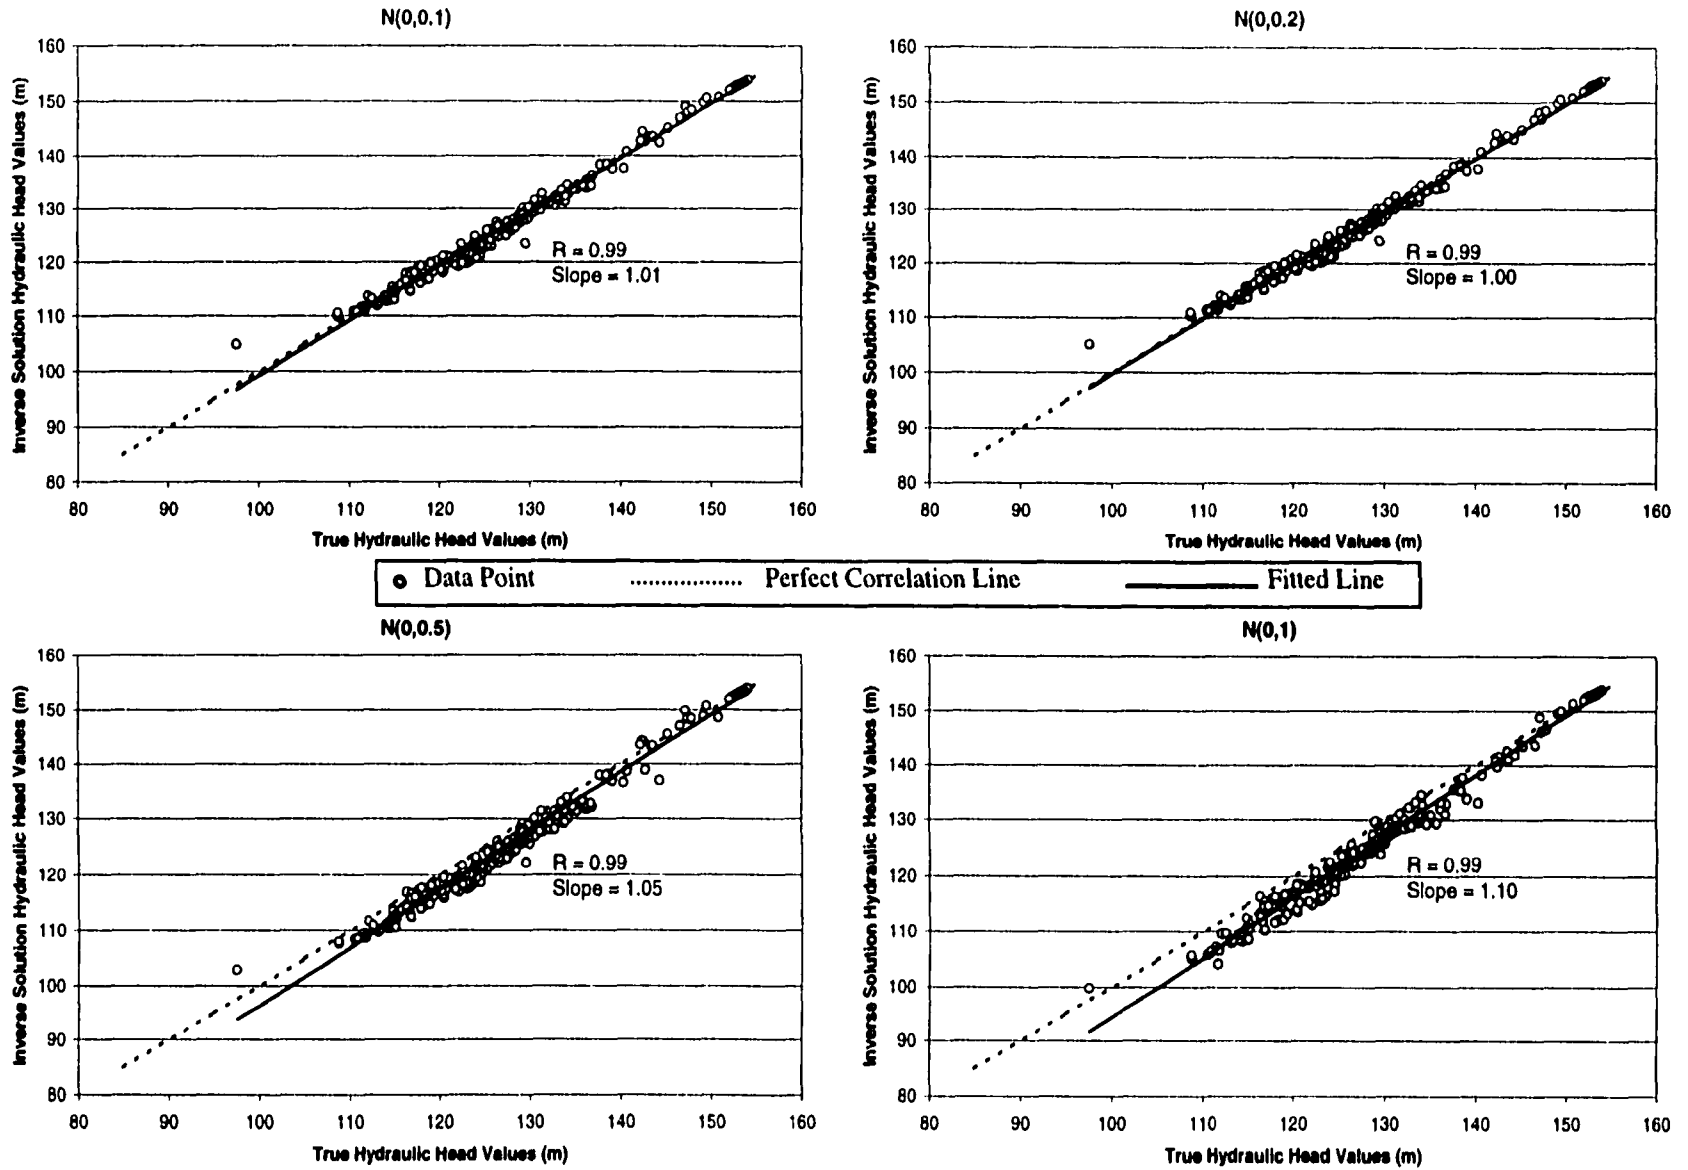 N(0,0.1)
Inverse Solution Hydraulic Head Values (m)
160
150
140
130
120
110
100
90
80
R = 0.99
Slope = 1.01
80 90 100 110 120 130 140 150 160
True Hydraulic Head Values (m)
N(0,0.2)
Inverse Solution Hydraulic Head Values (m)
160
150
140
130
120
110
100
90
80
R = 0.99
Slope = 1.00
80 90 100 110 120 130 140 150 160
True Hydraulic Head Values (m)
Data Point Perfect Correlation Line Fitted Line
N(0,0.5)
Inverse Solution Hydraulic Head Values (m)
160
150
140
130
120
110
100
90
80
R = 0.99
Slope = 1.05
80 90 100 110 120 130 140 150 160
True Hydraulic Head Values (m)
N(0,1)
Inverse Solution Hydraulic Head Values (m)
160
150
140
130
120
110
100
90
80
R = 0.99
Slope = 1.10
80 90 100 110 120 130 140 150 160
True Hydraulic Head Values (m)